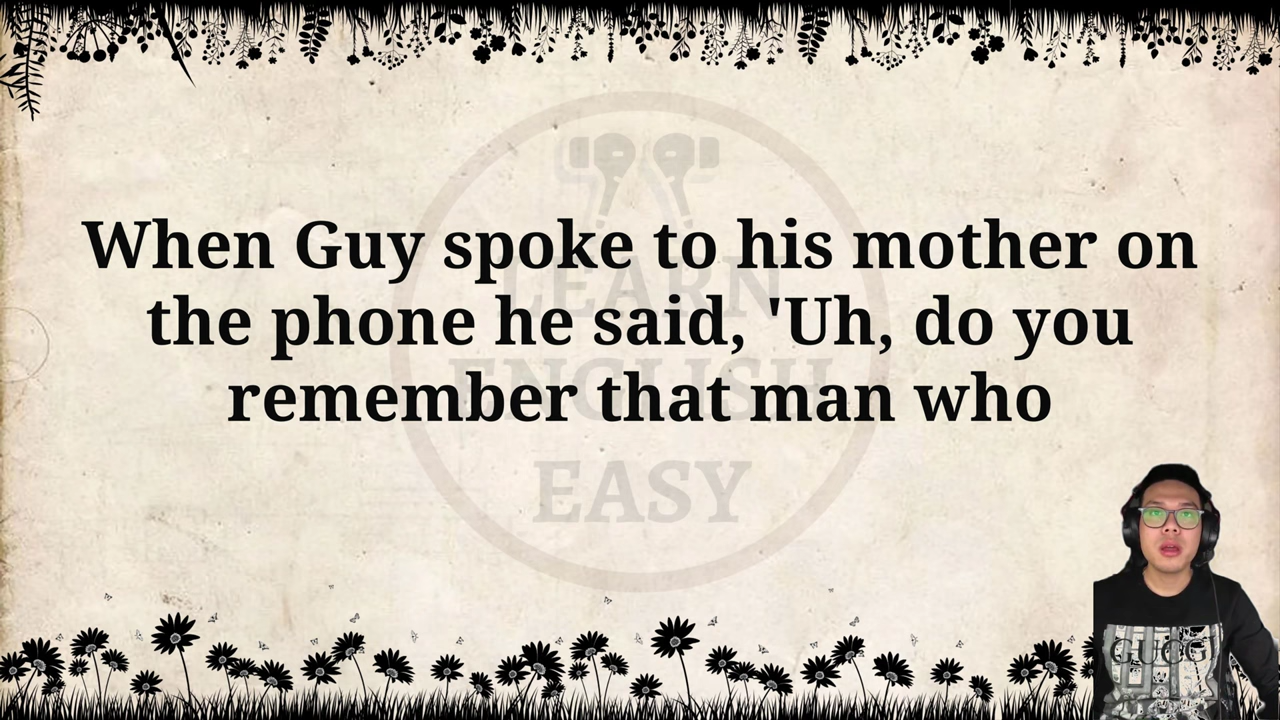 When Guy spoke to his mother on
the phone he said, 'Uh, do you
remember that man who
LEARN
ENGLISH
EASY